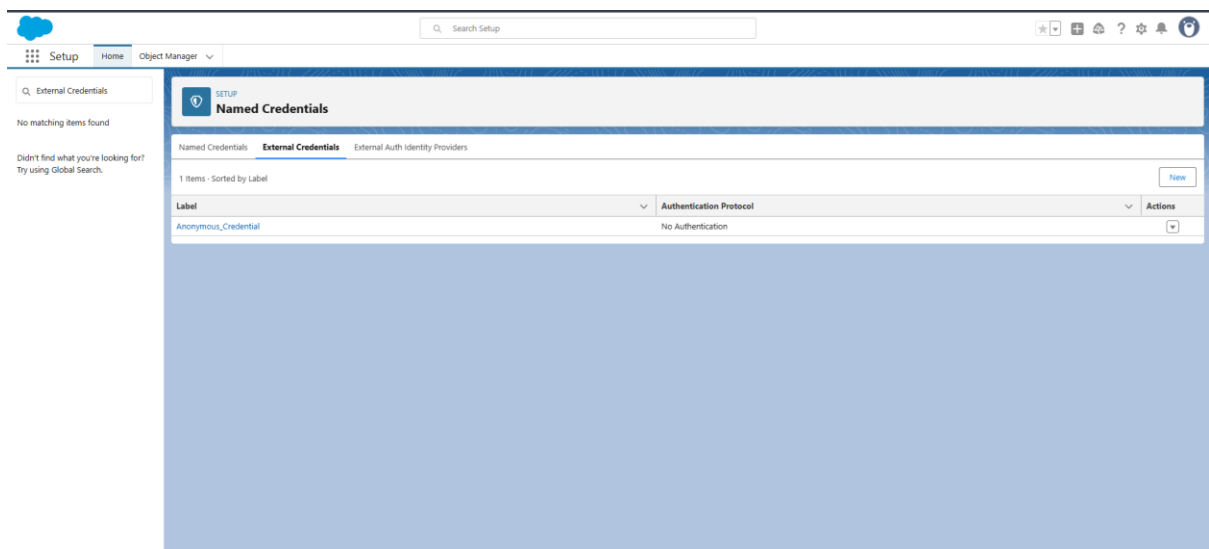 Search Setup
Setup
Home
Object Manager
External Credentials
No matching items found
Didn't find what you're looking for?
Try using Global Search.
SETUP
Named Credentials
Named Credentials
External Credentials
External Auth Identity Providers
1 Items · Sorted by Label
New
Label
Authentication Protocol
Actions
Anonymous_Credential
No Authentication